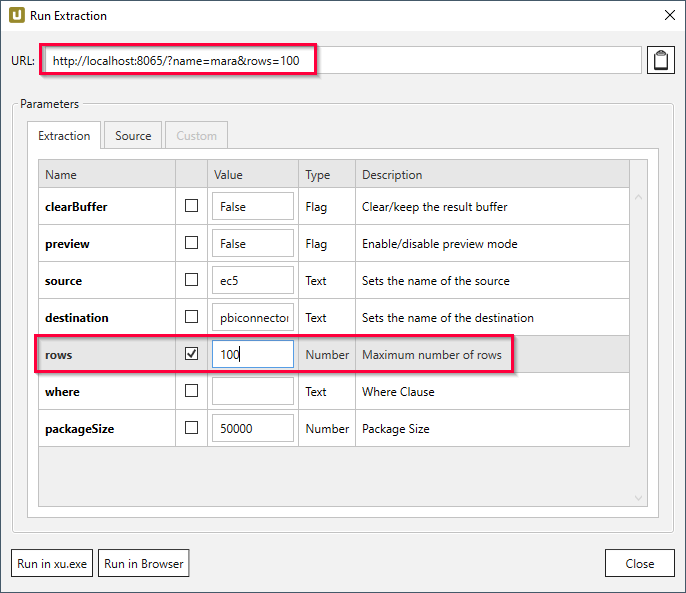 Run Extraction
URL: http://localhost:8065/?name=mara&rows=100
Parameters
Extraction Source Custom
Name Value Type Description
clearBuffer False Flag Clear/keep the result buffer
preview False Flag Enable/disable preview mode
source ec5 Text Sets the name of the source
destination pbiconnector Text Sets the name of the destination
rows 100 Number Maximum number of rows
where Text Where Clause
packageSize 50000 Number Package Size
Run in xu.exe Run in Browser Close